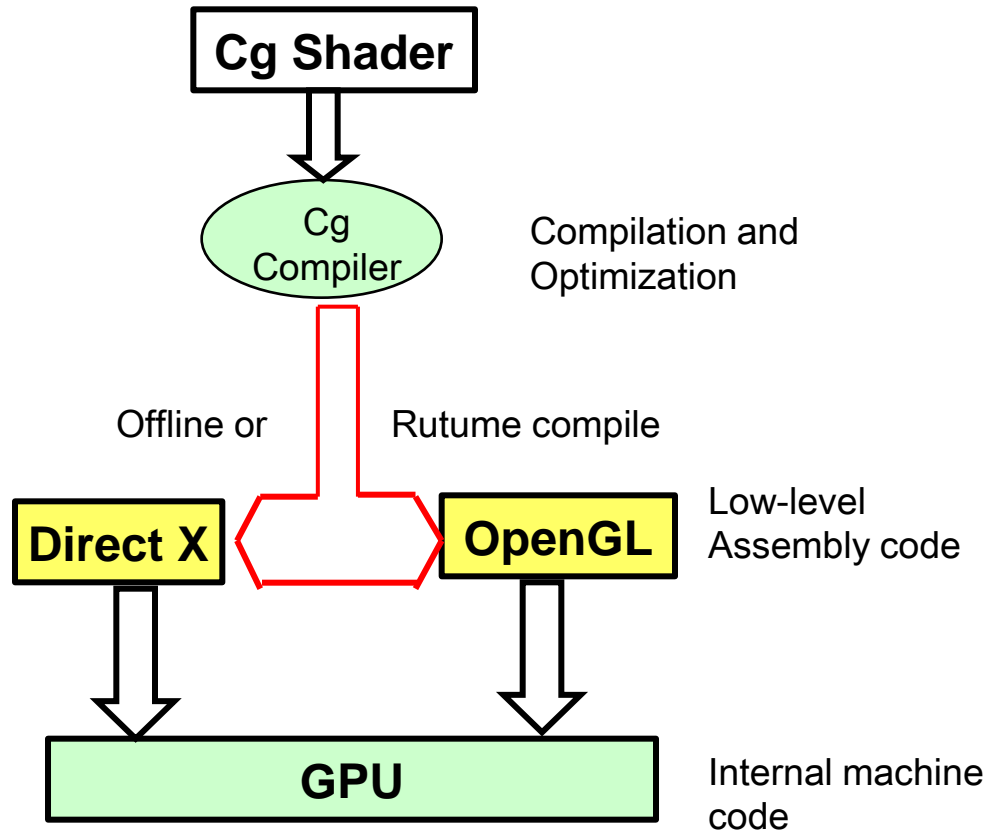 Cg Shader
Cg
Compiler
Compilation and
Optimization
Offline or
Rutume compile
Direct X
OpenGL
Low-level
Assembly code
GPU
Internal machine
code